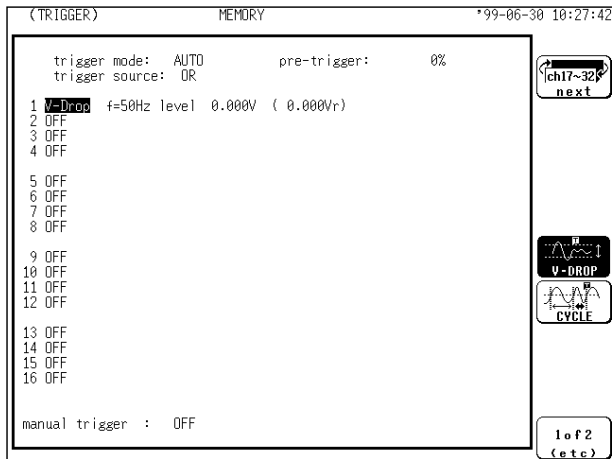 (TRIGGER) MEMORY '99-06-30 10:27:42
trigger mode: AUTO pre-trigger: 0%
trigger source: OR
ch17~32
next
1 V-Drop f=50Hz level 0.000V ( 0.000Vr)
2 OFF
3 OFF
4 OFF
5 OFF
6 OFF
7 OFF
8 OFF
9 OFF
10 OFF
11 OFF
12 OFF
13 OFF
14 OFF
15 OFF
16 OFF
T
V-DROP
T
CYCLE
manual trigger : OFF
1of2
(etc)